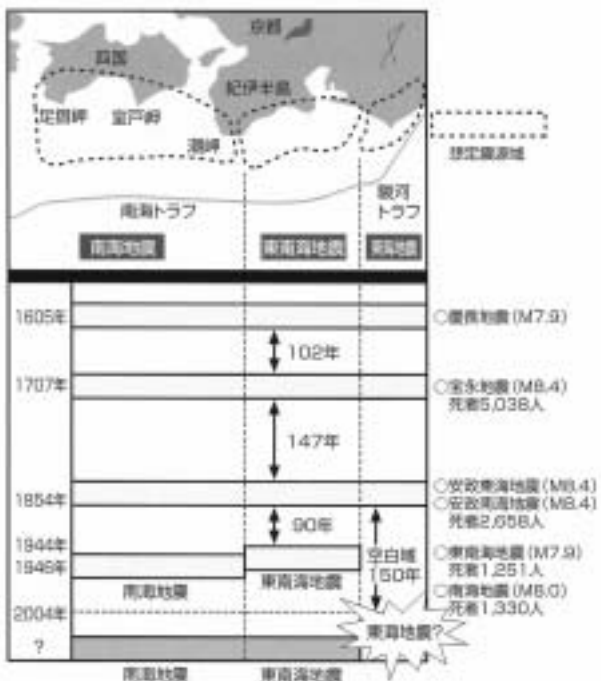 京都
四国
紀伊半島
足摺岬
室戸岬
潮岬
想定震源域
南海トラフ
駿河
トラフ
南海地震
東南海地震
東海地震
1605年
○慶長地震(M7.9)
102年
1707年
○宝永地震(M8.4)
死者5,038人
147年
○安政東海地震(M8.4)
1854年
○安政南海地震(M8.4)
死者2,658人
90年
1944年
空白域
150年
○東南海地震(M7.9)
死者1,251人
1946年
南海地震
東南海地震
○南海地震(M8.0)
死者1,330人
2004年
東海地震?
?
南海地震
東南海地震